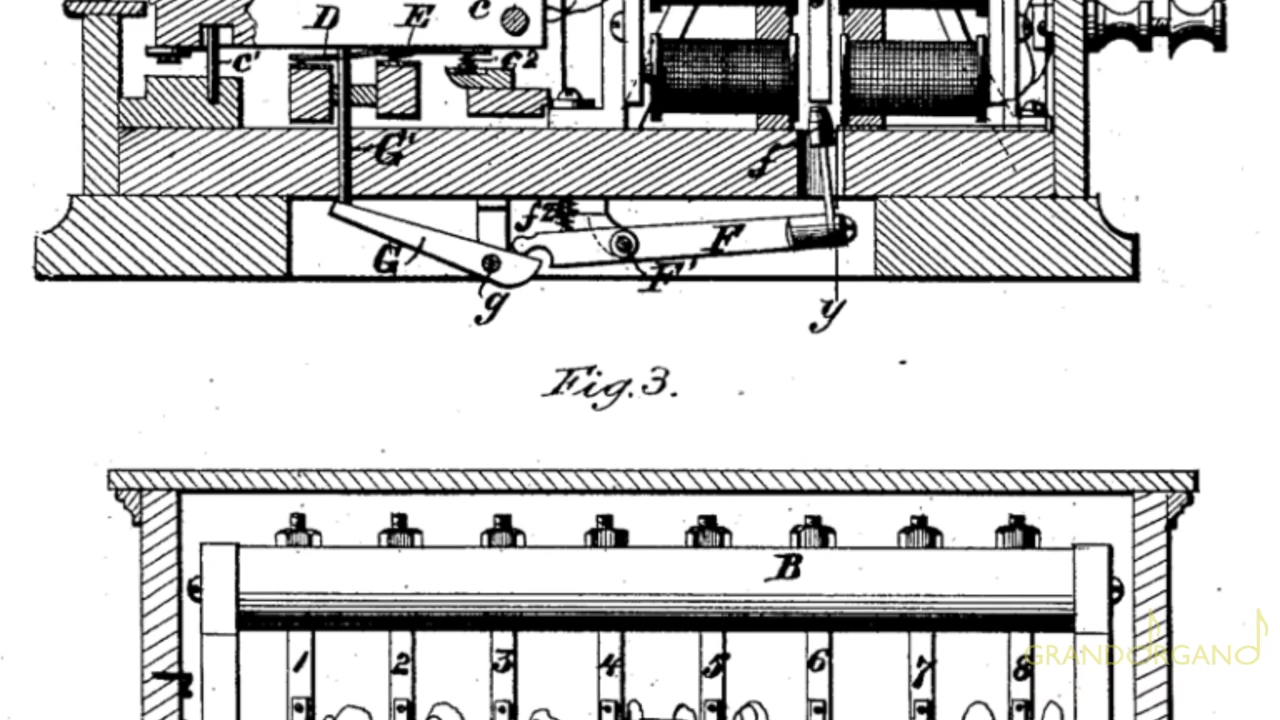 D E c
c' c2
G'
f
f2
G F
F'
g y
Fig. 3.
B
1 2 3 4 5 6 7 8
GRANDORGANO